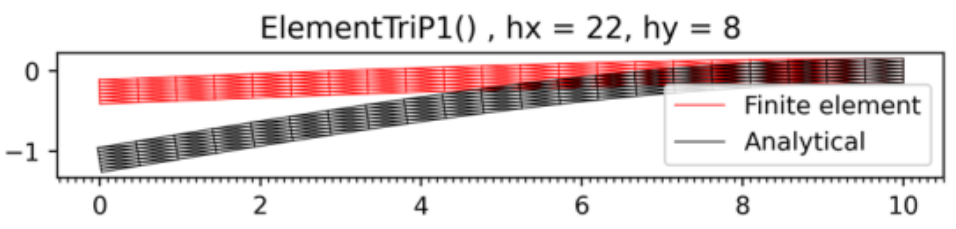 ElementTriP1() , hx = 22, hy = 8
0
−1
Finite element
Analytical
0 2 4 6 8 10